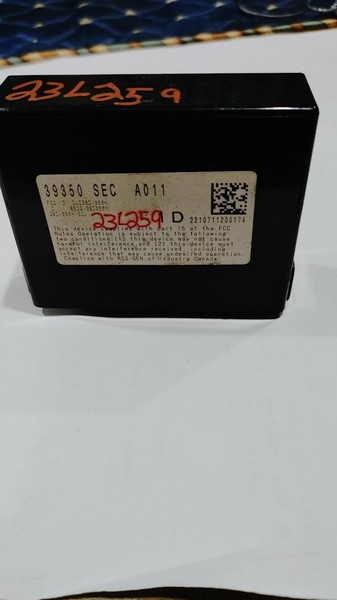 23L259
39350 SEC A011
23L259 D
2210711200174
This device complies with part 15 of the FCC
Rules.Operation is subject to the following
two conditions:(1) this device may not cause
harmful interference,and (2) this device must
accept any interference received, including
interference that may cause undesired operation.
Complied with RSS-GEN of Industry Canada